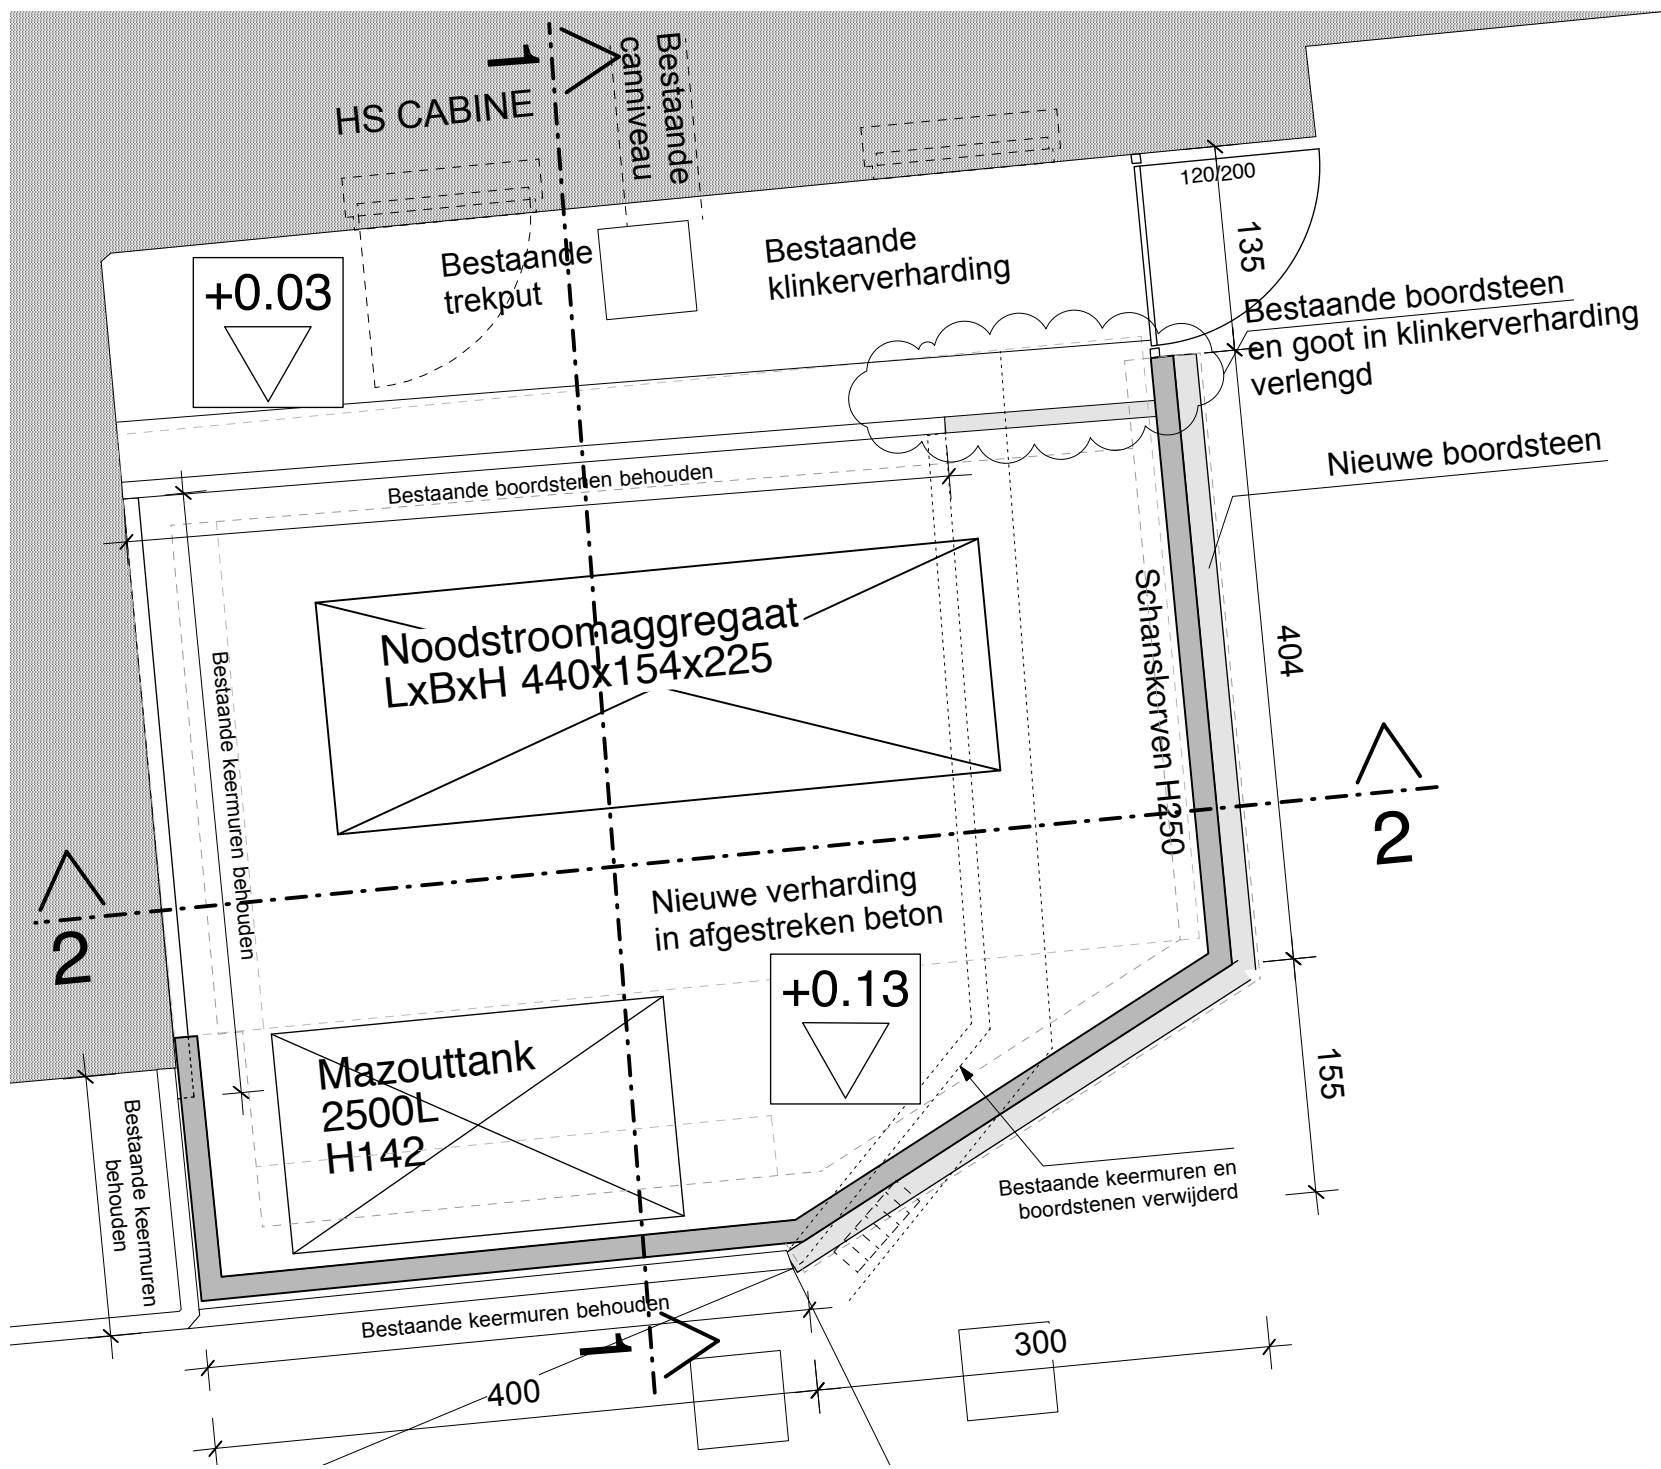 1
HS CABINE
Bestaande
canniveau
120/200
135
Bestaande
trekput
Bestaande
klinkerverharding
+0.03
Bestaande boordsteen
en goot in klinkerverharding
verlengd
Nieuwe boordsteen
Bestaande boordstenen behouden
Noodstroomaggregaat
LxBxH 440x154x225
Bestaande keermuren behouden
Schanskorven H250
404
2
2
Nieuwe verharding
in afgestreken beton
+0.13
Mazouttank
2500L
H142
155
Bestaande keermuren
behouden
Bestaande keermuren en
boordstenen verwijderd
Bestaande keermuren behouden
1
300
400